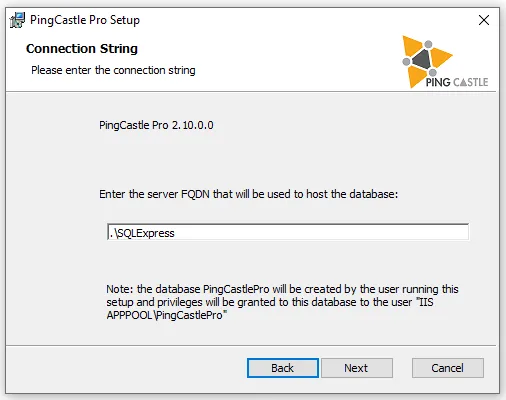 PingCastle Pro Setup
Connection String
Please enter the connection string
PING CASTLE
PingCastle Pro 2.10.0.0
Enter the server FQDN that will be used to host the database:
.\SQLExpress
Note: the database PingCastlePro will be created by the user running this
setup and privileges will be granted to this database to the user "IIS
APPPOOL\PingCastlePro"
Back
Next
Cancel